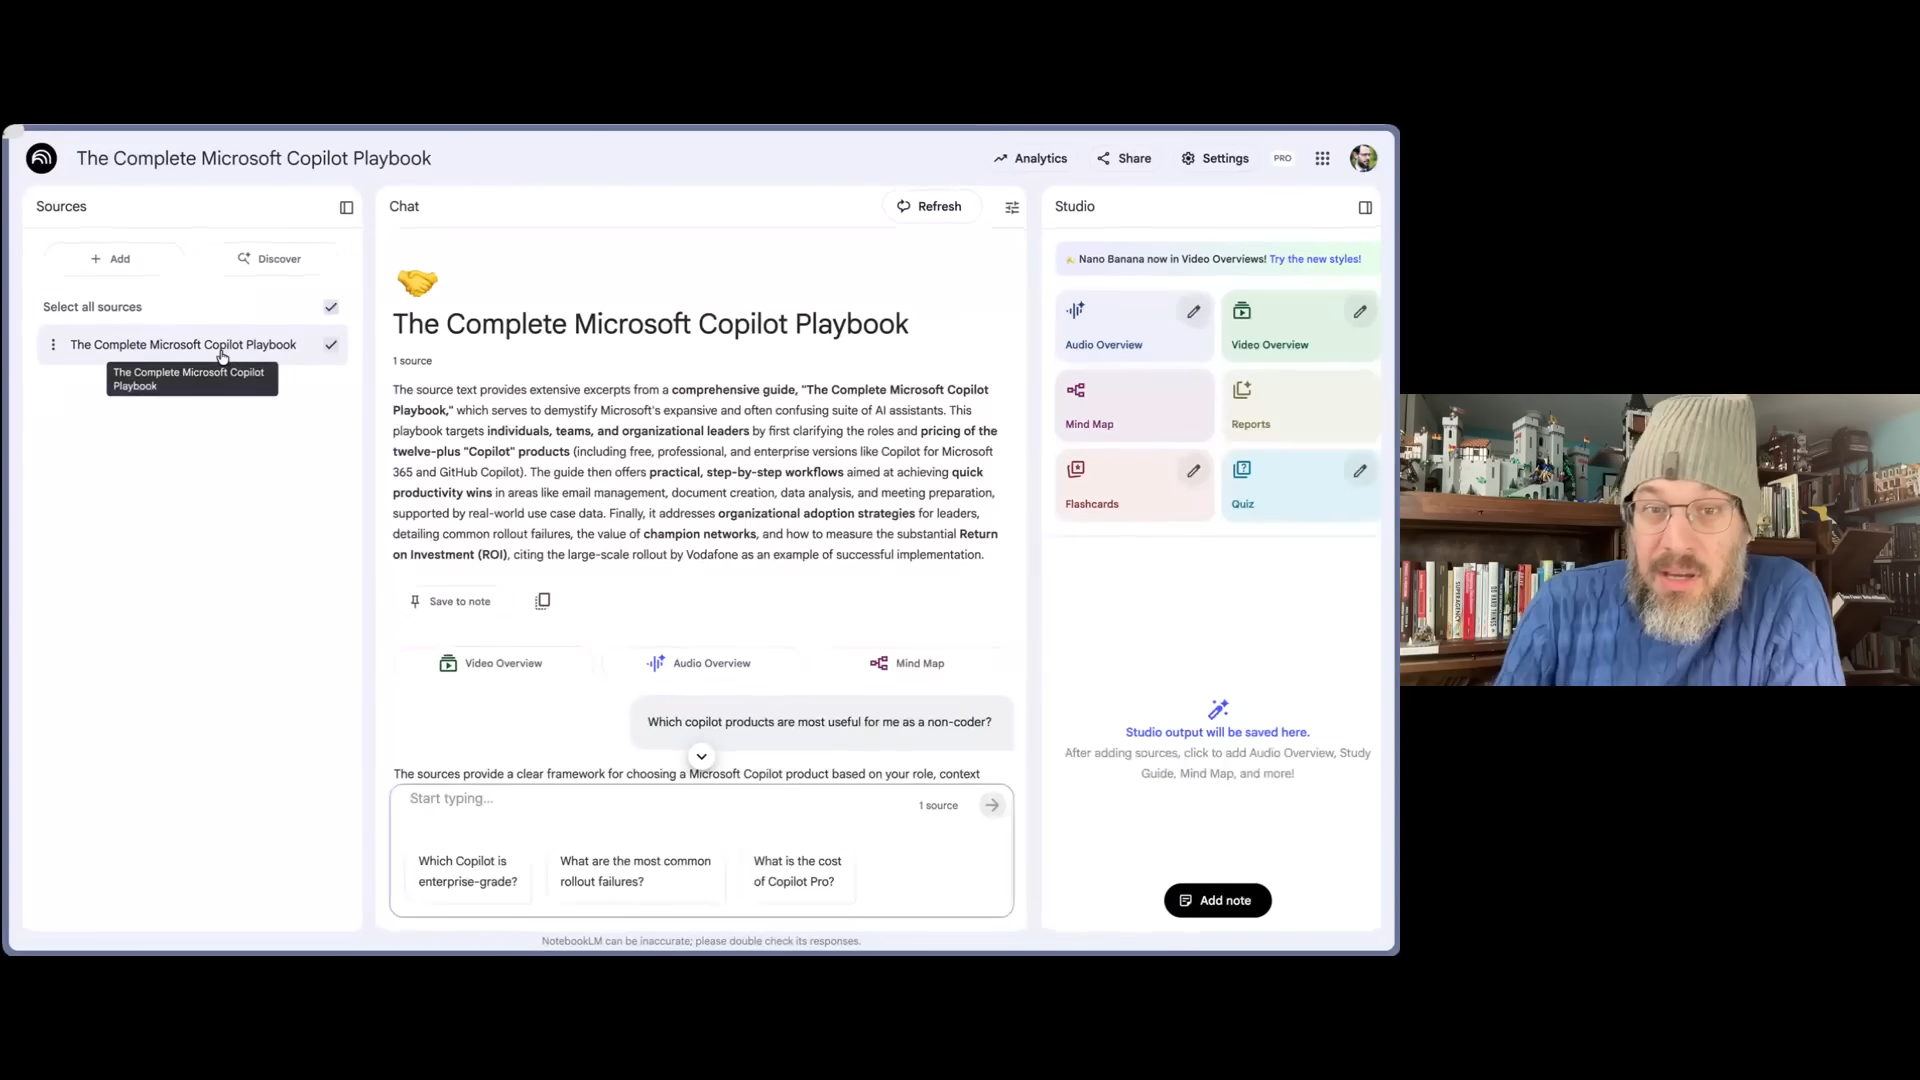 The Complete Microsoft Copilot Playbook
Analytics
Share
Settings
PRO
Sources
Add
Discover
Select all sources
The Complete Microsoft Copilot Playbook
The Complete Microsoft Copilot
Playbook
Chat
Refresh
The Complete Microsoft Copilot Playbook
1 source
The source text provides extensive excerpts from a comprehensive guide, "The Complete Microsoft Copilot
Playbook," which serves to demystify Microsoft's expansive and often confusing suite of AI assistants. This
playbook targets individuals, teams, and organizational leaders by first clarifying the roles and pricing of the
twelve-plus "Copilot" products (including free, professional, and enterprise versions like Copilot for Microsoft
365 and GitHub Copilot). The guide then offers practical, step-by-step workflows aimed at achieving quick
productivity wins in areas like email management, document creation, data analysis, and meeting preparation,
supported by real-world use case data. Finally, it addresses organizational adoption strategies for leaders,
detailing common rollout failures, the value of champion networks, and how to measure the substantial Return
on Investment (ROI), citing the large-scale rollout by Vodafone as an example of successful implementation.
Save to note
Video Overview
Audio Overview
Mind Map
Which copilot products are most useful for me as a non-coder?
The sources provide a clear framework for choosing a Microsoft Copilot product based on your role, context
Start typing...
1 source
Which Copilot is
enterprise-grade?
What are the most common
rollout failures?
What is the cost
of Copilot Pro?
NotebookLM can be inaccurate; please double check its responses.
Studio
Nano Banana now in Video Overviews! Try the new styles!
Audio Overview
Video Overview
Mind Map
Reports
Flashcards
Quiz
Studio output will be saved here.
After adding sources, click to add Audio Overview, Study
Guide, Mind Map, and more!
Add note
SUPERAGENCY